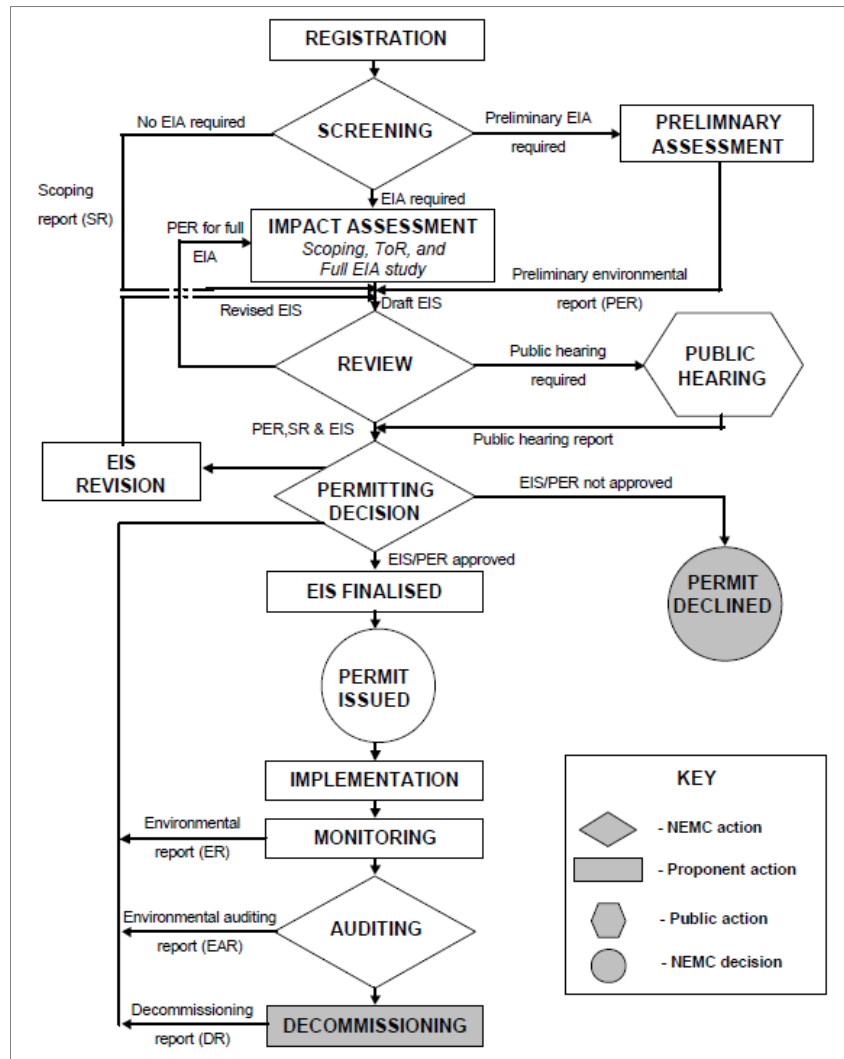 REGISTRATION
No EIA required
SCREENING
Preliminary EIA
required
PRELIMNARY
ASSESSMENT
Scoping
report (SR)
EIA required
PER for full
EIA
IMPACT ASSESSMENT
Scoping, ToR, and
Full EIA study
Preliminary environmental
report (PER)
Revised EIS
Draft EIS
REVIEW
Public hearing
required
PUBLIC
HEARING
PER,SR & EIS
Public hearing report
EIS
REVISION
PERMITTING
DECISION
EIS/PER not approved
EIS/PER approved
PERMIT
DECLINED
EIS FINALISED
PERMIT
ISSUED
IMPLEMENTATION
Environmental
report (ER)
MONITORING
Environmental auditing
report (EAR)
AUDITING
Decommissioning
report (DR)
DECOMMISSIONING
KEY
- NEMC action
- Proponent action
- Public action
- NEMC decision